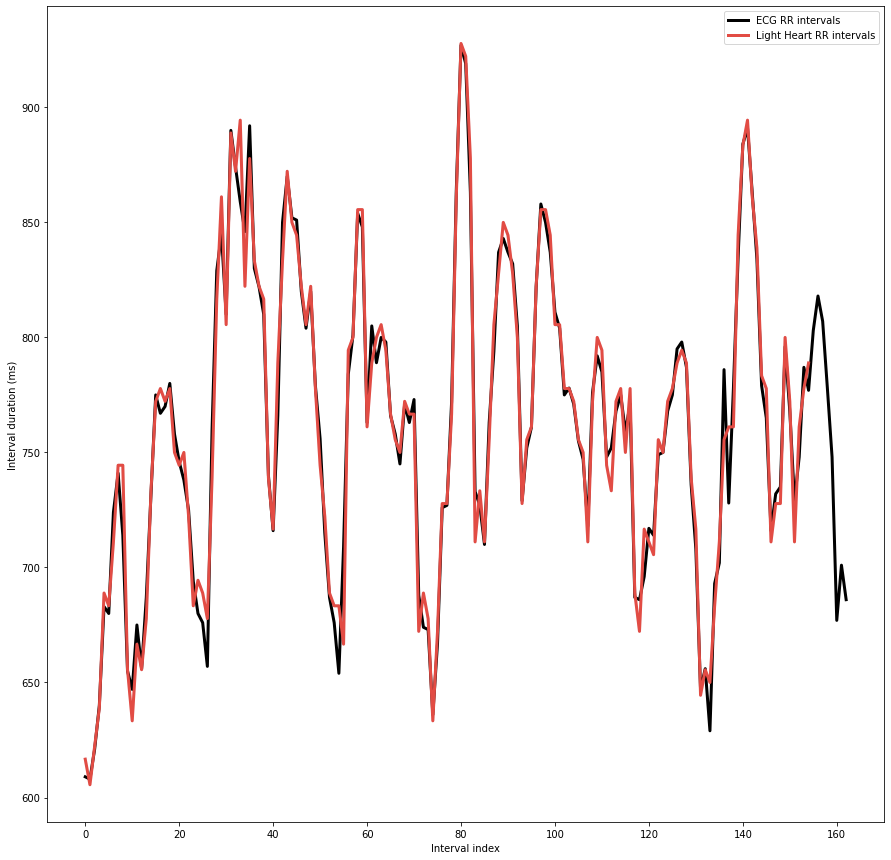 ECG RR intervals
Light Heart RR intervals
900
850
800
750
700
650
600
Interval duration (ms)
0 20 40 60 80 100 120 140 160
Interval index